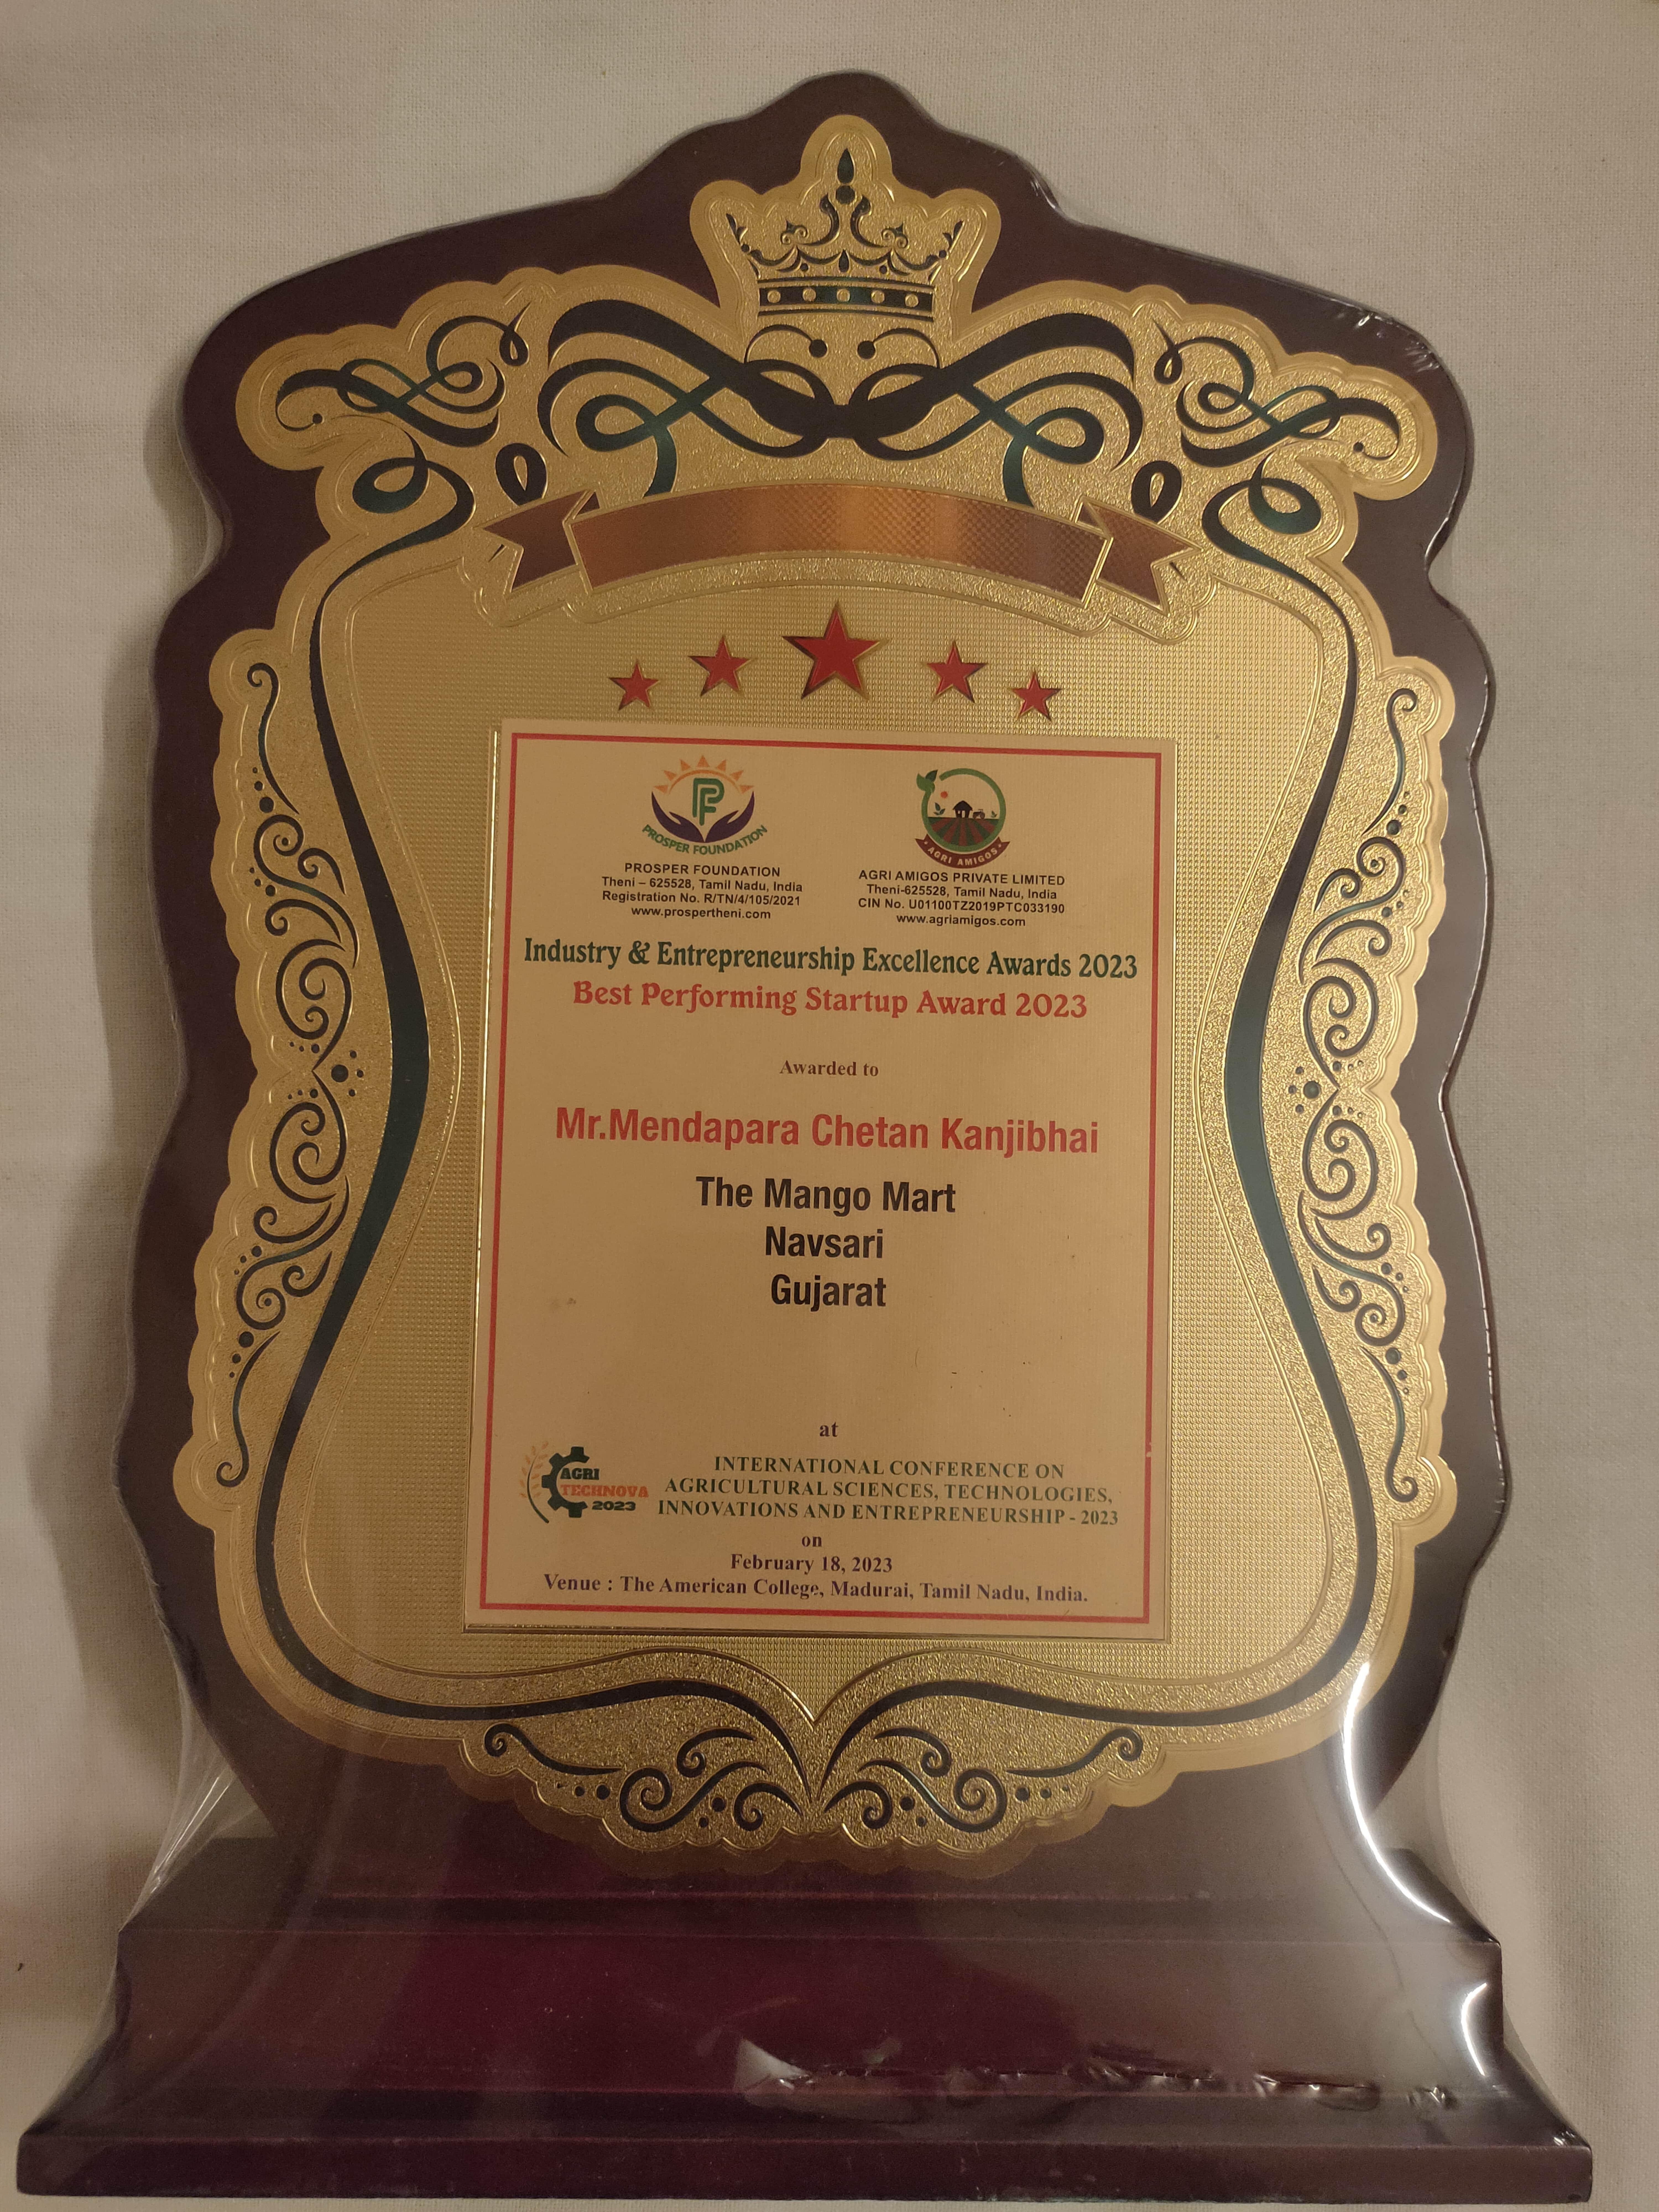 PROSPER FOUNDATION
PROSPER FOUNDATION
Theni – 625528, Tamil Nadu, India
Registration No. R/TN/4/105/2021
www.prospertheni.com
AGRI AMIGOS
AGRI AMIGOS PRIVATE LIMITED
Theni-625528, Tamil Nadu, India
CIN No. U01100TZ2019PTC033190
www.agriamigos.com
Industry & Entrepreneurship Excellence Awards 2023
Best Performing Startup Award 2023
Awarded to
Mr.Mendapara Chetan Kanjibhai
The Mango Mart
Navsari
Gujarat
at
AGRI
TECHNOVA
2023
INTERNATIONAL CONFERENCE ON
AGRICULTURAL SCIENCES, TECHNOLOGIES,
INNOVATIONS AND ENTREPRENEURSHIP - 2023
on
February 18, 2023
Venue : The American College, Madurai, Tamil Nadu, India.